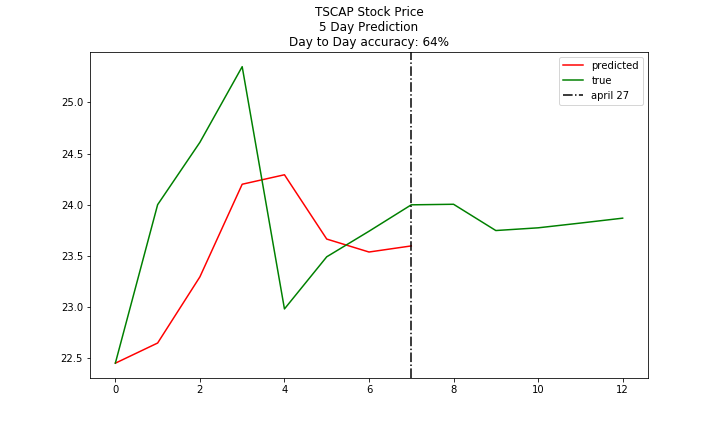 TSCAP Stock Price
5 Day Prediction
Day to Day accuracy: 64%
predicted
true
april 27
25.0
24.5
24.0
23.5
23.0
22.5
0 2 4 6 8 10 12